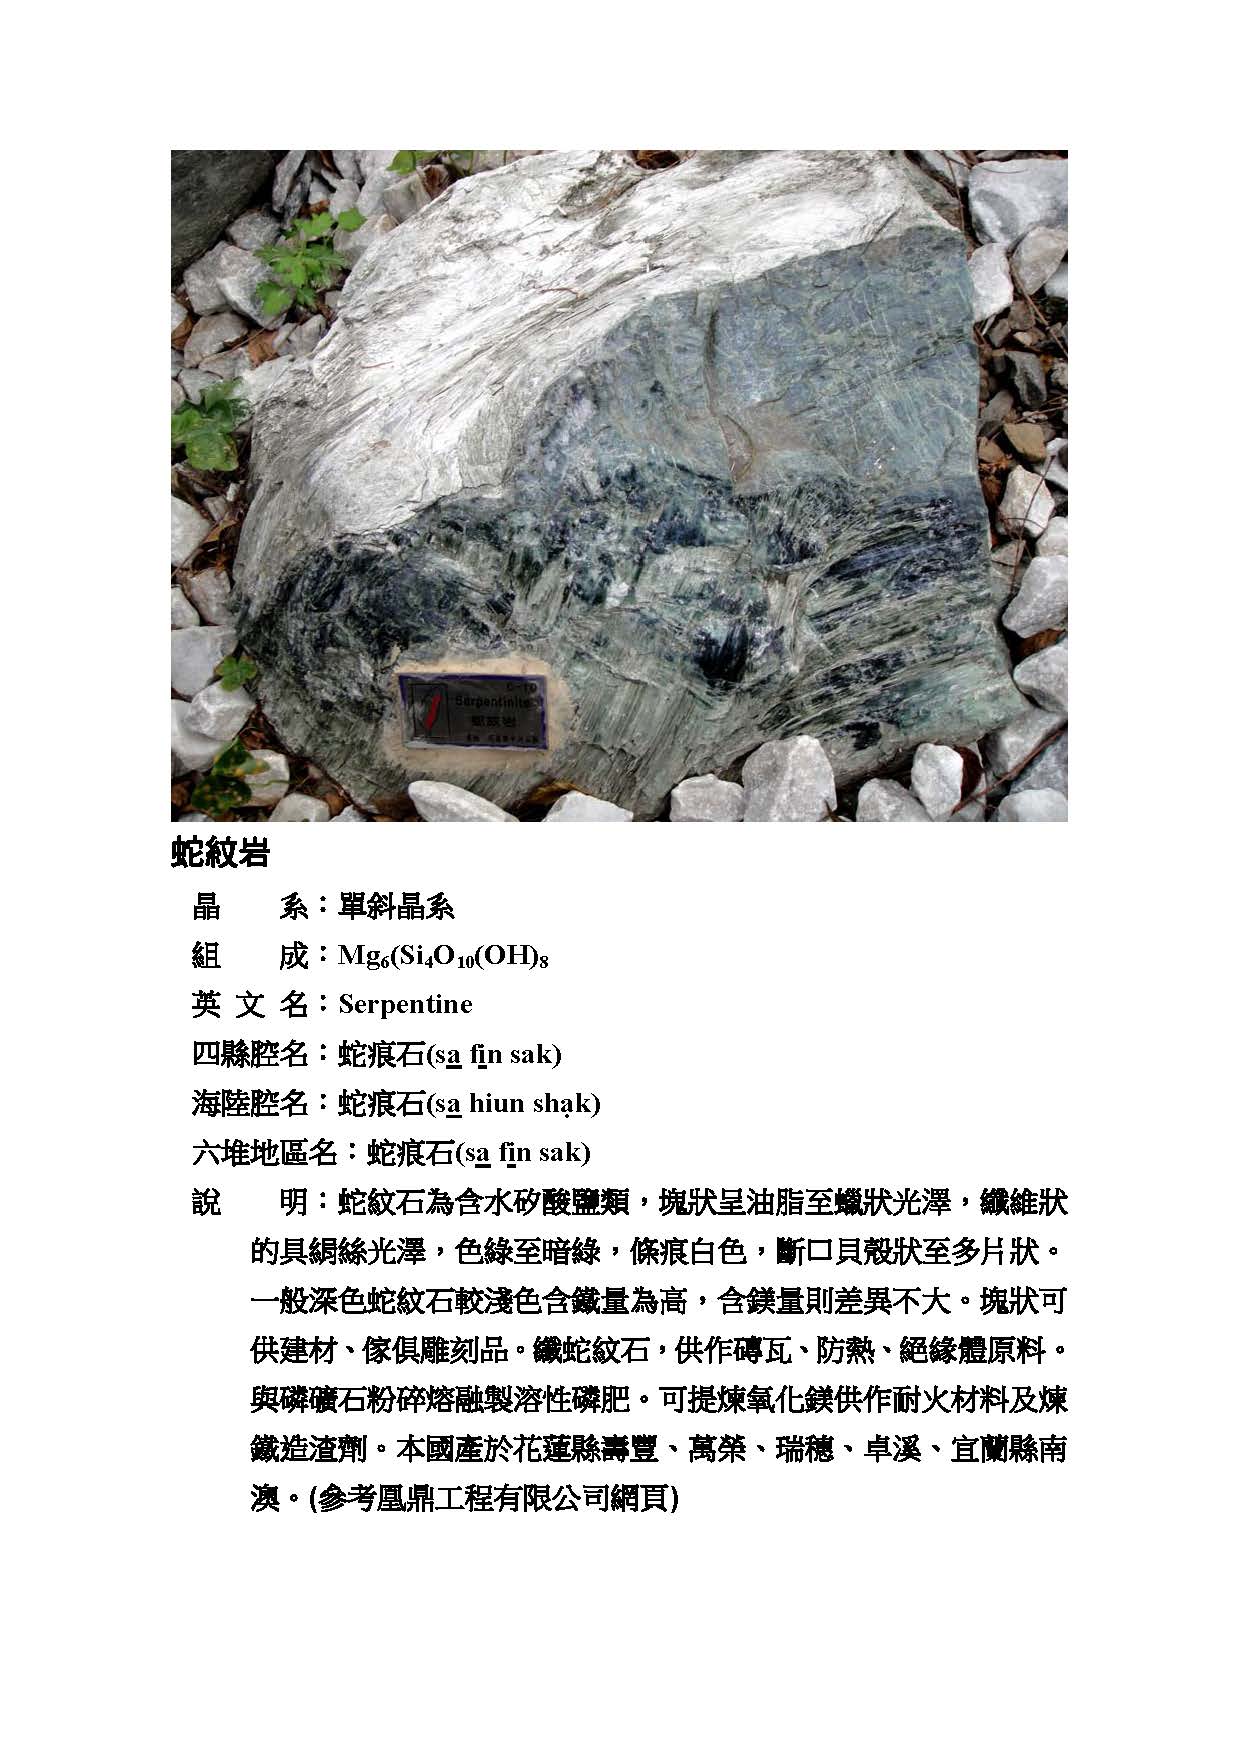 Serpentinite
蛇紋岩
蛇紋岩
晶　　系：單斜晶系
組　　成：Mg₆(Si₄O₁₀(OH)₈
英 文 名：Serpentine
四縣腔名：蛇痕石(sa̲ fi̲n sak)
海陸腔名：蛇痕石(sa̲ hiun shạk)
六堆地區名：蛇痕石(sa̲ fi̲n sak)
說　　明：蛇紋石為含水矽酸鹽類，塊狀呈油脂至蠟狀光澤，纖維狀
的具絹絲光澤，色綠至暗綠，條痕白色，斷口貝殼狀至多片狀。
一般深色蛇紋石較淺色含鐵量為高，含鎂量則差異不大。塊狀可
供建材、傢俱雕刻品。纖蛇紋石，供作磚瓦、防熱、絕緣體原料。
與磷礦石粉碎熔融製溶性磷肥。可提煉氧化鎂供作耐火材料及煉
鐵造渣劑。本國產於花蓮縣壽豐、萬榮、瑞穗、卓溪、宜蘭縣南
澳。(參考凰鼎工程有限公司網頁)